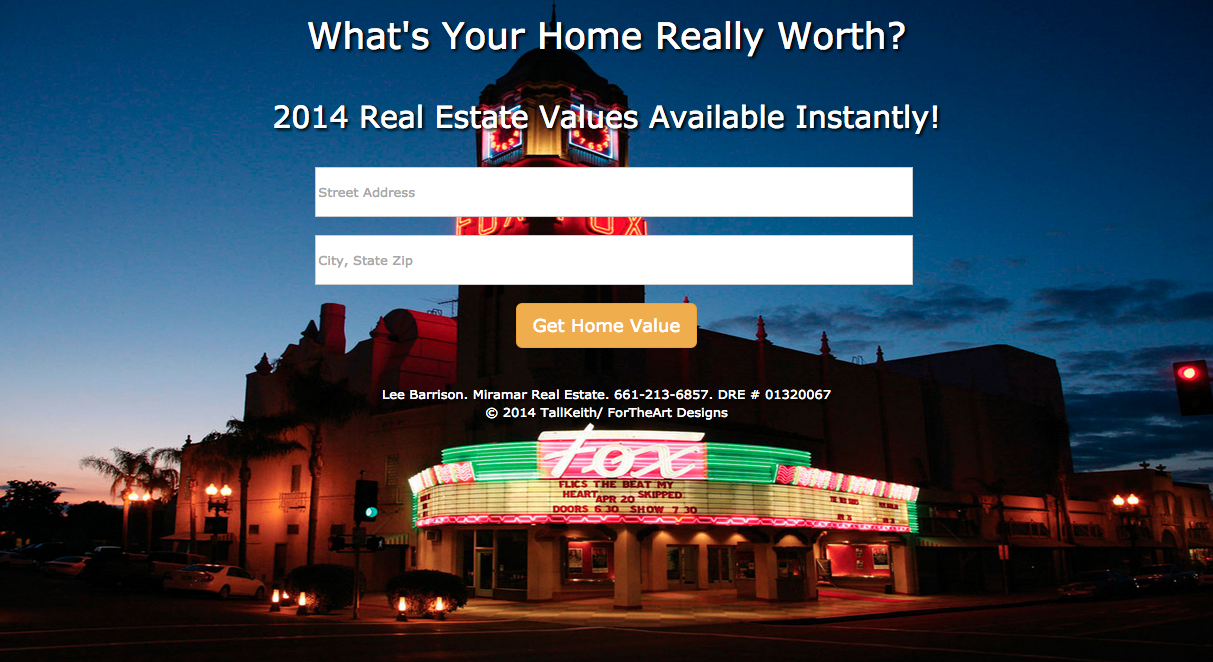 What's Your Home Really Worth?
2014 Real Estate Values Available Instantly!
Street Address
FOX
FOX
City, State Zip
Get Home Value
Lee Barrison. Miramar Real Estate. 661-213-6857. DRE # 01320067
© 2014 TallKeith/ ForTheArt Designs
fox
FLICS THE BEAT MY
HEART APR 20 SKIPPED
DOORS 6 30 SHOW 7 30